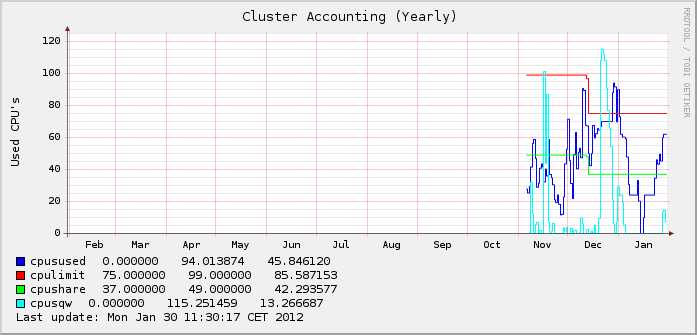 Cluster Accounting (Yearly)
RRDTOOL / TOBI OETIKER
Used CPU's
120
100
80
60
40
20
0
Feb Mar Apr May Jun Jul Aug Sep Oct Nov Dec Jan
cpusused 0.000000 94.013874 45.846120
cpulimit 75.000000 99.000000 85.587153
cpushare 37.000000 49.000000 42.293577
cpusqw 0.000000 115.251459 13.266687
Last update: Mon Jan 30 11:30:17 CET 2012